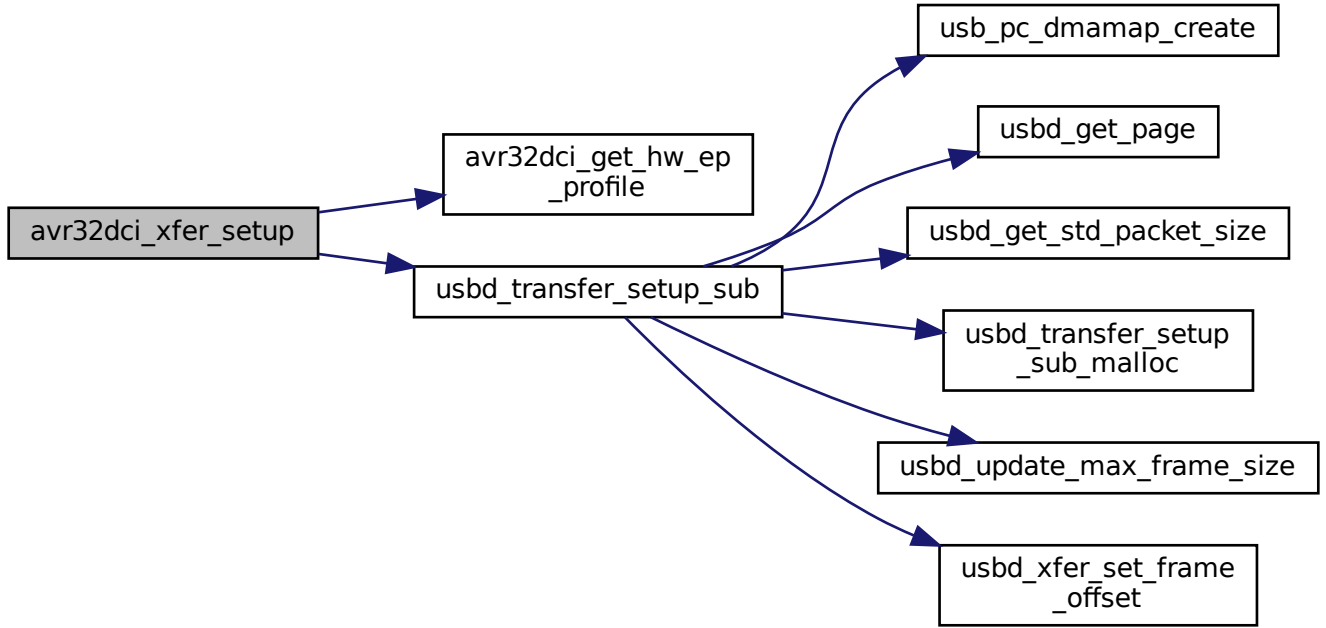 usb_pc_dmamap_create
usbd_get_page
avr32dci_get_hw_ep
_profile
avr32dci_xfer_setup
usbd_get_std_packet_size
usbd_transfer_setup_sub
usbd_transfer_setup
_sub_malloc
usbd_update_max_frame_size
usbd_xfer_set_frame
_offset